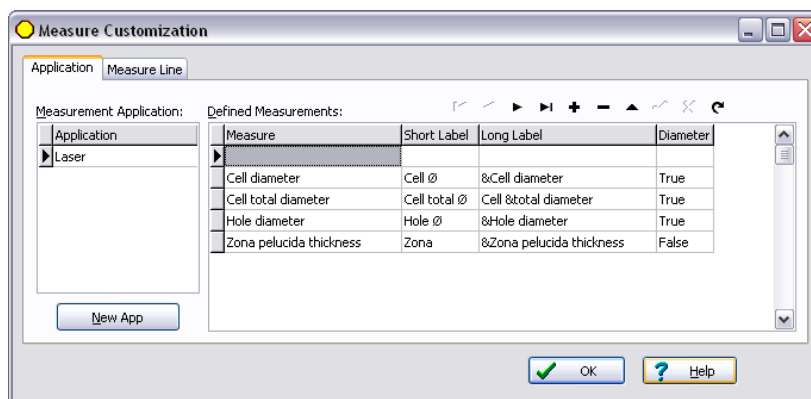 Measure Customization
Application Measure Line
Measurement Application: Defined Measurements:
Application Measure Short Label Long Label Diameter
Laser
Cell diameter Cell Ø &Cell diameter True
Cell total diameter Cell total Ø Cell &total diameter True
Hole diameter Hole Ø &Hole diameter True
Zona pelucida thickness Zona &Zona pelucida thickness False
New App
OK ? Help